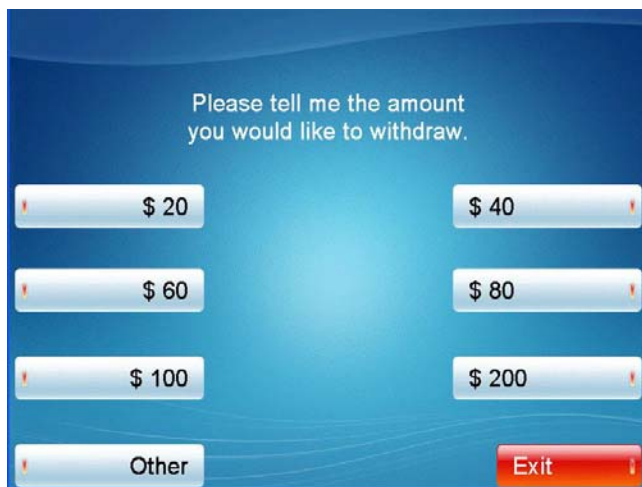 Please tell me the amount
you would like to withdraw.
$ 20
$ 40
$ 60
$ 80
$ 100
$ 200
Other
Exit